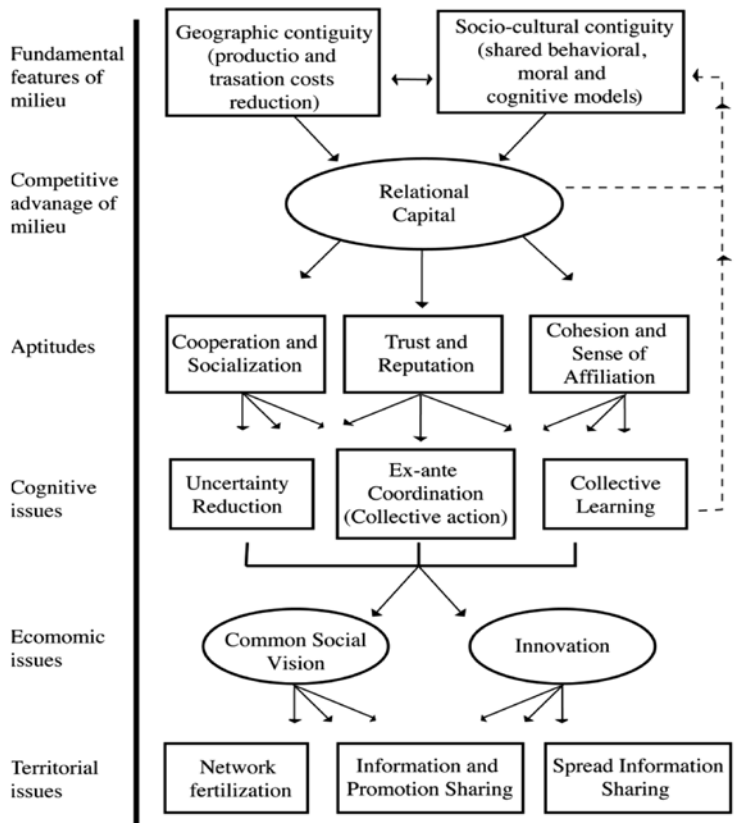 Fundamental
features of
milieu
Geographic contiguity
(productio and
trasation costs
reduction)
Socio-cultural contiguity
(shared behavioral,
moral and
cognitive models)
Competitive
advanage of
milieu
Relational
Capital
Aptitudes
Cooperation and
Socialization
Trust and
Reputation
Cohesion and
Sense of
Affiliation
Cognitive
issues
Uncertainty
Reduction
Ex-ante
Coordination
(Collective action)
Collective
Learning
Ecomomic
issues
Common Social
Vision
Innovation
Territorial
issues
Network
fertilization
Information and
Promotion Sharing
Spread Information
Sharing